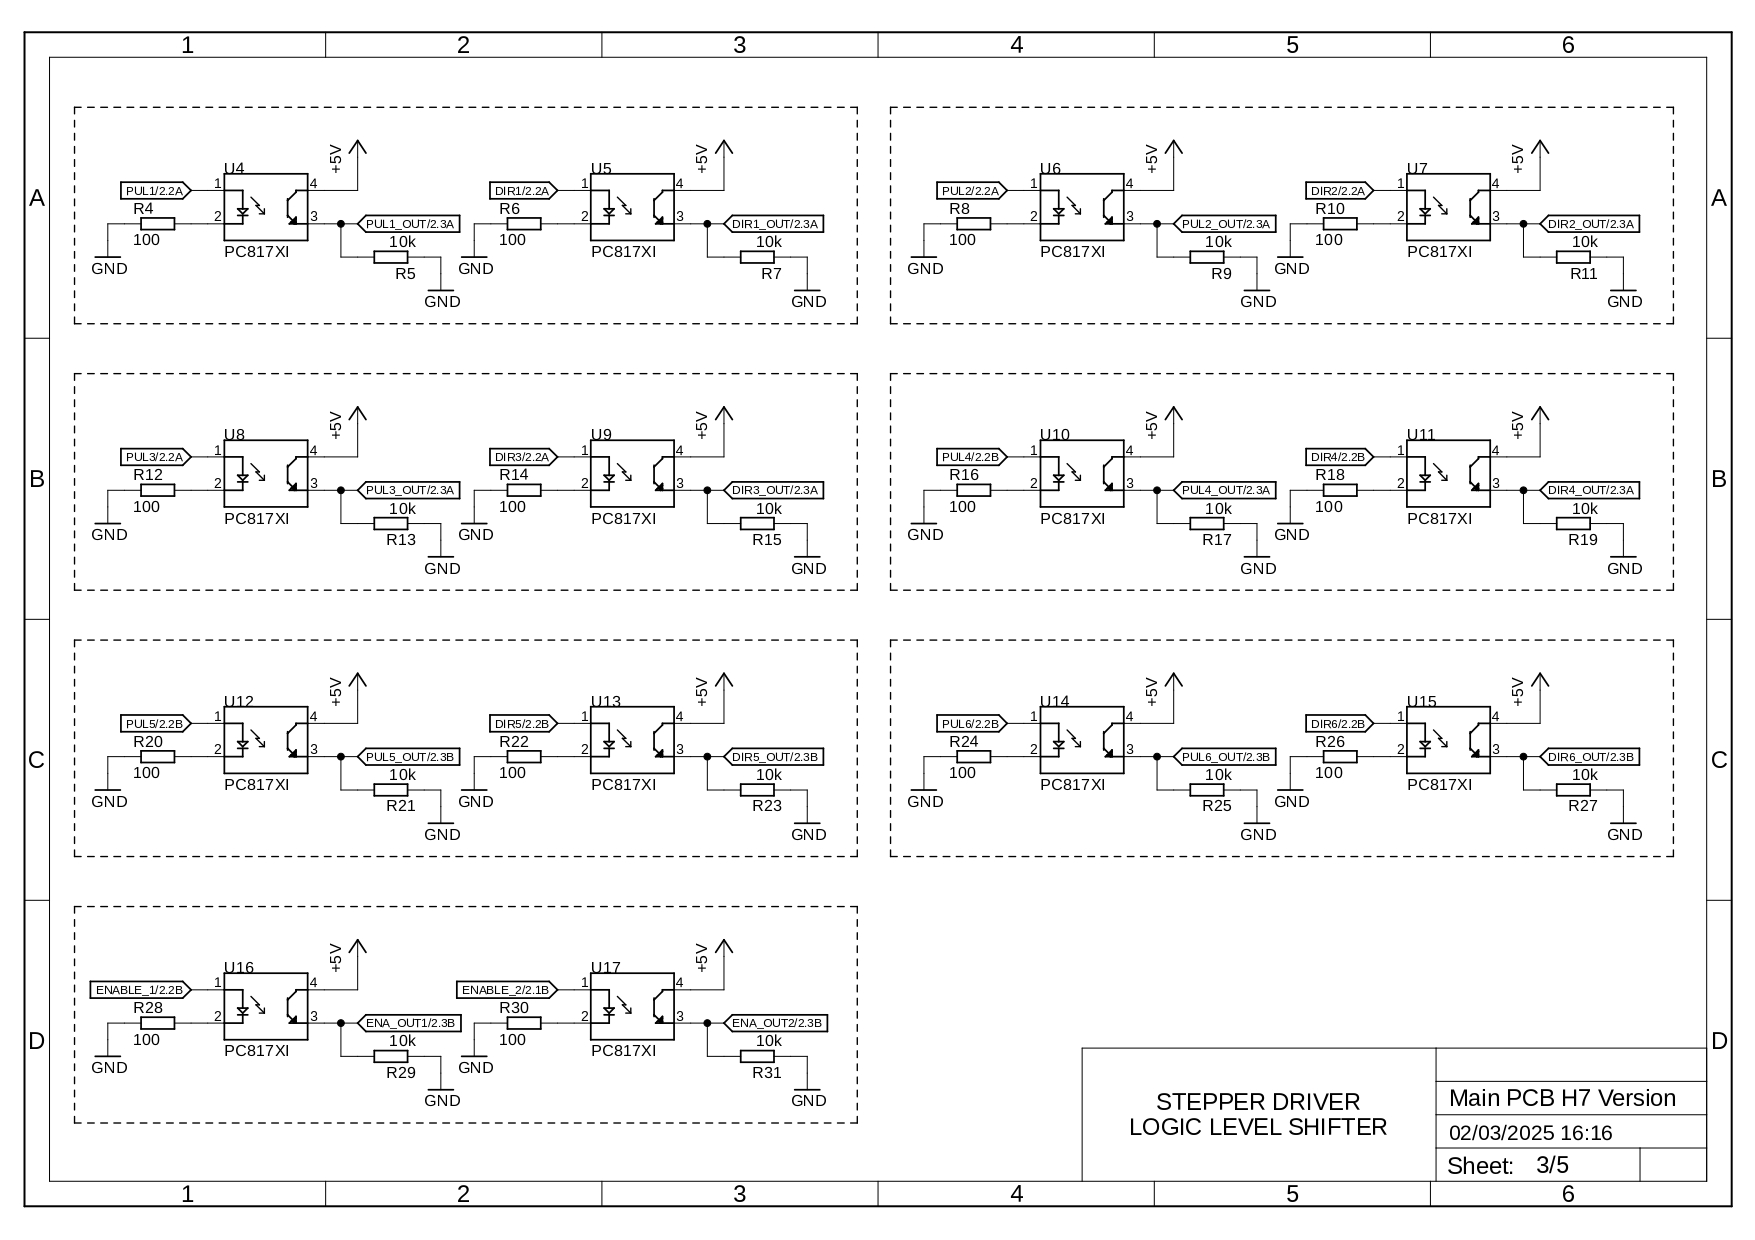 1 2 3 4 5 6
A A
+5V +5V +5V +5V
U4 U5 U6 U7
PUL1/2.2A 1 4 DIR1/2.2A 1 4 PUL2/2.2A 1 4 DIR2/2.2A 1 4
R4 2 3 PUL1_OUT/2.3A R6 2 3 DIR1_OUT/2.3A R8 2 3 PUL2_OUT/2.3A R10 2 3 DIR2_OUT/2.3A
100 10k 100 10k 100 10k 100 10k
PC817XI PC817XI PC817XI PC817XI
GND R5 GND R7 GND R9 GND R11
GND GND GND GND
B B
+5V +5V +5V +5V
U8 U9 U10 U11
PUL3/2.2A 1 4 DIR3/2.2A 1 4 PUL4/2.2B 1 4 DIR4/2.2B 1 4
R12 2 3 PUL3_OUT/2.3A R14 2 3 DIR3_OUT/2.3A R16 2 3 PUL4_OUT/2.3A R18 2 3 DIR4_OUT/2.3A
100 10k 100 10k 100 10k 100 10k
PC817XI PC817XI PC817XI PC817XI
GND R13 GND R15 GND R17 GND R19
GND GND GND GND
C C
+5V +5V +5V +5V
U12 U13 U14 U15
PUL5/2.2B 1 4 DIR5/2.2B 1 4 PUL6/2.2B 1 4 DIR6/2.2B 1 4
R20 2 3 PUL5_OUT/2.3B R22 2 3 DIR5_OUT/2.3B R24 2 3 PUL6_OUT/2.3B R26 2 3 DIR6_OUT/2.3B
100 10k 100 10k 100 10k 100 10k
PC817XI PC817XI PC817XI PC817XI
GND R21 GND R23 GND R25 GND R27
GND GND GND GND
D D
+5V +5V
U16 U17
ENABLE_1/2.2B 1 4 ENABLE_2/2.1B 1 4
R28 2 3 ENA_OUT1/2.3B R30 2 3 ENA_OUT2/2.3B
100 10k 100 10k
PC817XI PC817XI
GND R29 GND R31
GND GND
STEPPER DRIVER
LOGIC LEVEL SHIFTER
Main PCB H7 Version
02/03/2025 16:16
Sheet: 3/5
1 2 3 4 5 6